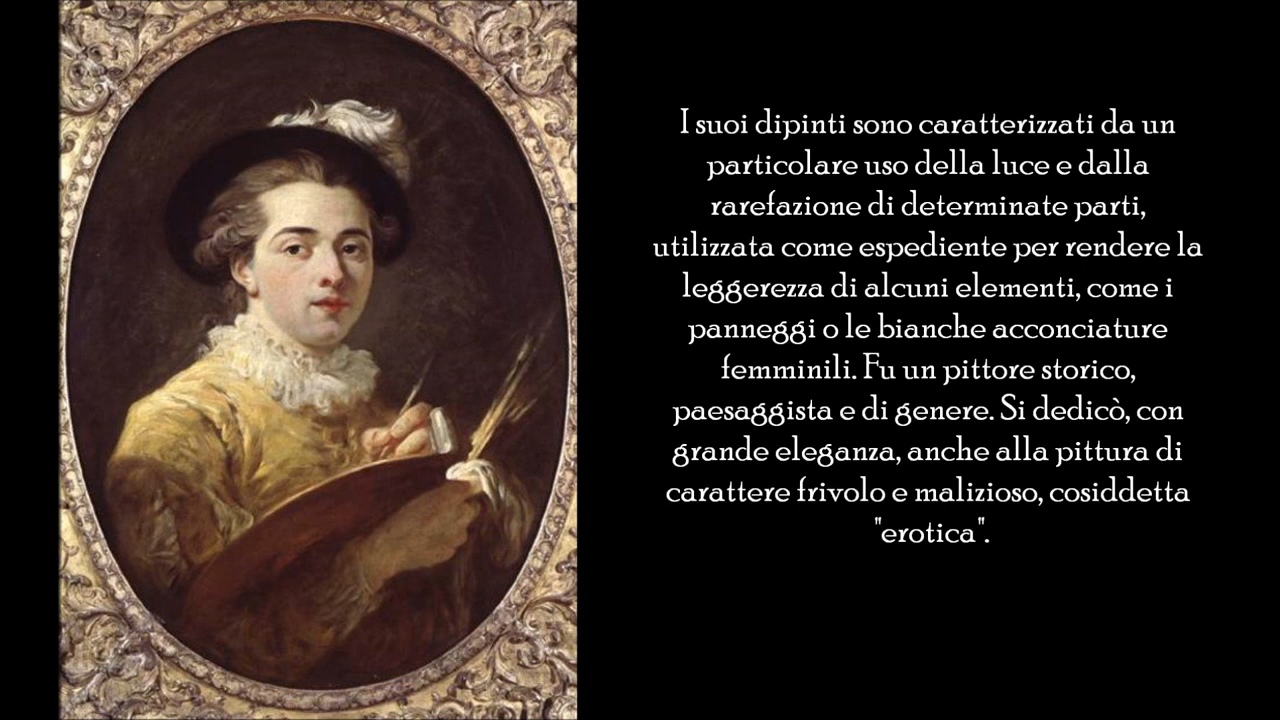 I suoi dipinti sono caratterizzati da un
particolare uso della luce e dalla
rarefazione di determinate parti,
utilizzata come espediente per rendere la
leggerezza di alcuni elementi, come i
panneggi o le bianche acconciature
femminili. Fu un pittore storico,
paesaggista e di genere. Si dedicò, con
grande eleganza, anche alla pittura di
carattere frivolo e malizioso, cosiddetta
"erotica".